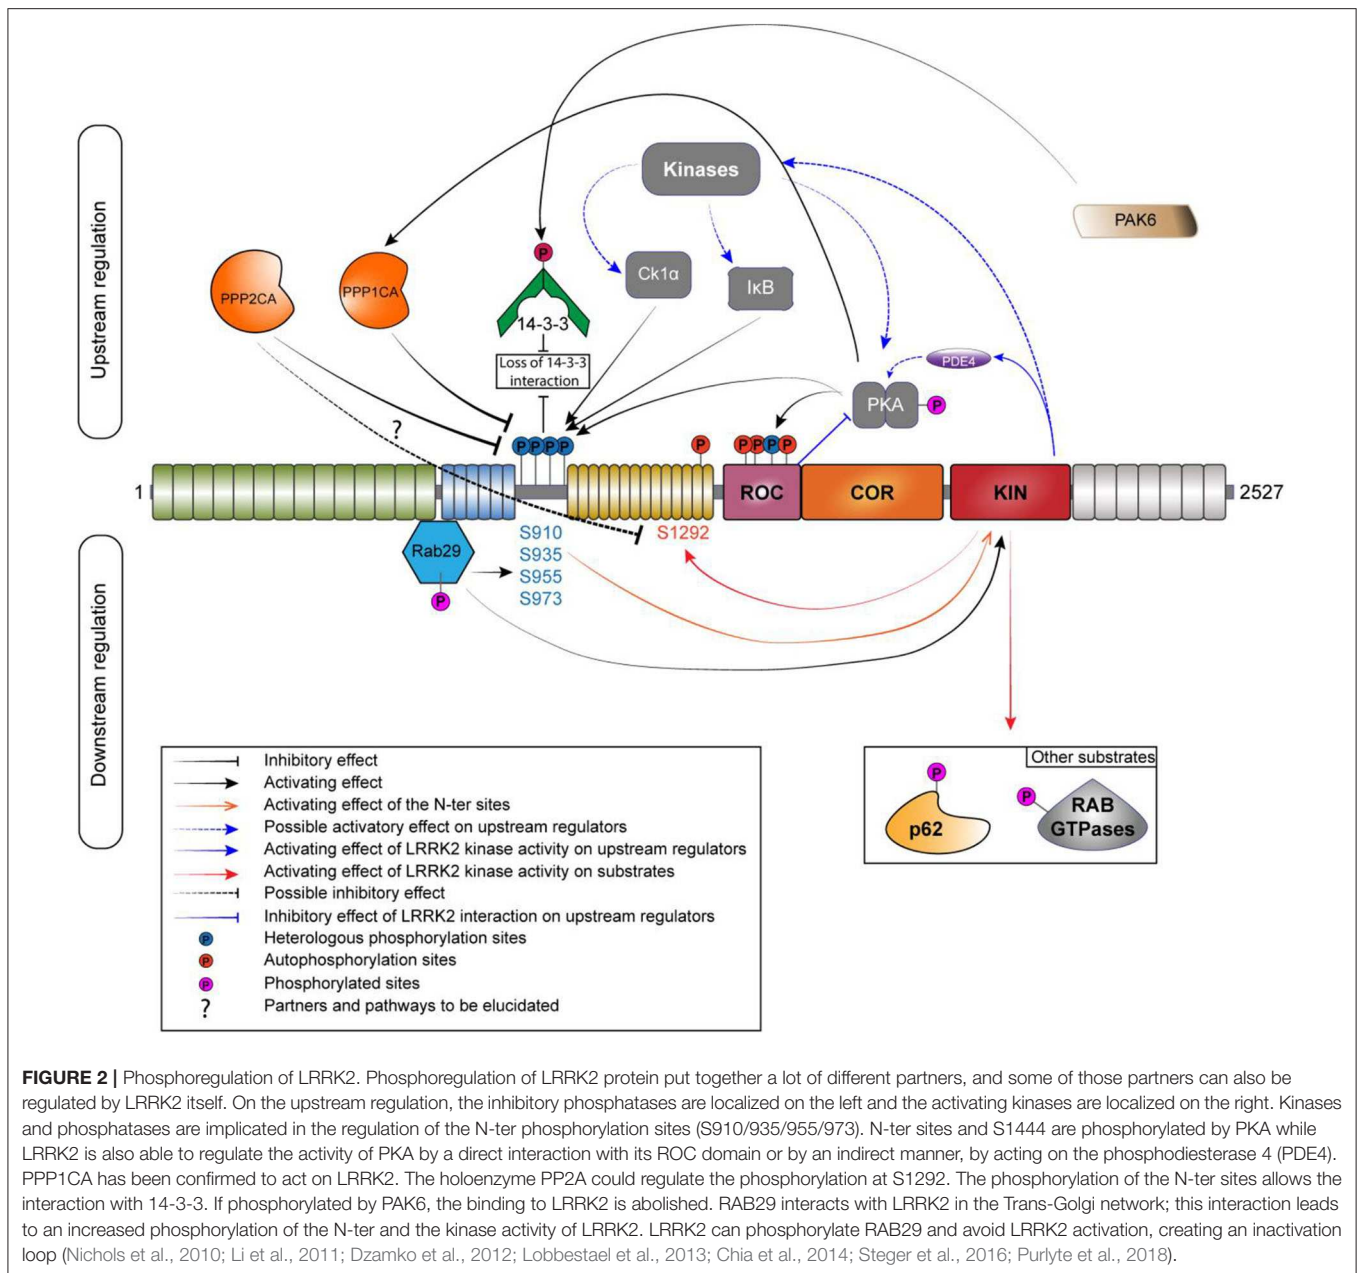 Upstream regulation
Downstream regulation
Kinases
PAK6
PPP2CA
PPP1CA
P
14-3-3
Loss of 14-3-3
interaction
Ck1α
IκB
PDE4
PKA
P
?
P P P P
P
P P P P
1
ROC
COR
KIN
2527
Rab29
P
S910
S935
S955
S973
S1292
Inhibitory effect
Activating effect
Activating effect of the N-ter sites
Possible activatory effect on upstream regulators
Activating effect of LRRK2 kinase activity on upstream regulators
Activating effect of LRRK2 kinase activity on substrates
Possible inhibitory effect
Inhibitory effect of LRRK2 interaction on upstream regulators
P Heterologous phosphorylation sites
P Autophosphorylation sites
P Phosphorylated sites
? Partners and pathways to be elucidated
Other substrates
P
p62
P
RAB
GTPases
FIGURE 2 | Phosphoregulation of LRRK2. Phosphoregulation of LRRK2 protein put together a lot of different partners, and some of those partners can also be
regulated by LRRK2 itself. On the upstream regulation, the inhibitory phosphatases are localized on the left and the activating kinases are localized on the right. Kinases
and phosphatases are implicated in the regulation of the N-ter phosphorylation sites (S910/935/955/973). N-ter sites and S1444 are phosphorylated by PKA while
LRRK2 is also able to regulate the activity of PKA by a direct interaction with its ROC domain or by an indirect manner, by acting on the phosphodiesterase 4 (PDE4).
PPP1CA has been confirmed to act on LRRK2. The holoenzyme PP2A could regulate the phosphorylation at S1292. The phosphorylation of the N-ter sites allows the
interaction with 14-3-3. If phosphorylated by PAK6, the binding to LRRK2 is abolished. RAB29 interacts with LRRK2 in the Trans-Golgi network; this interaction leads
to an increased phosphorylation of the N-ter and the kinase activity of LRRK2. LRRK2 can phosphorylate RAB29 and avoid LRRK2 activation, creating an inactivation
loop (Nichols et al., 2010; Li et al., 2011; Dzamko et al., 2012; Lobbestael et al., 2013; Chia et al., 2014; Steger et al., 2016; Purlyte et al., 2018).